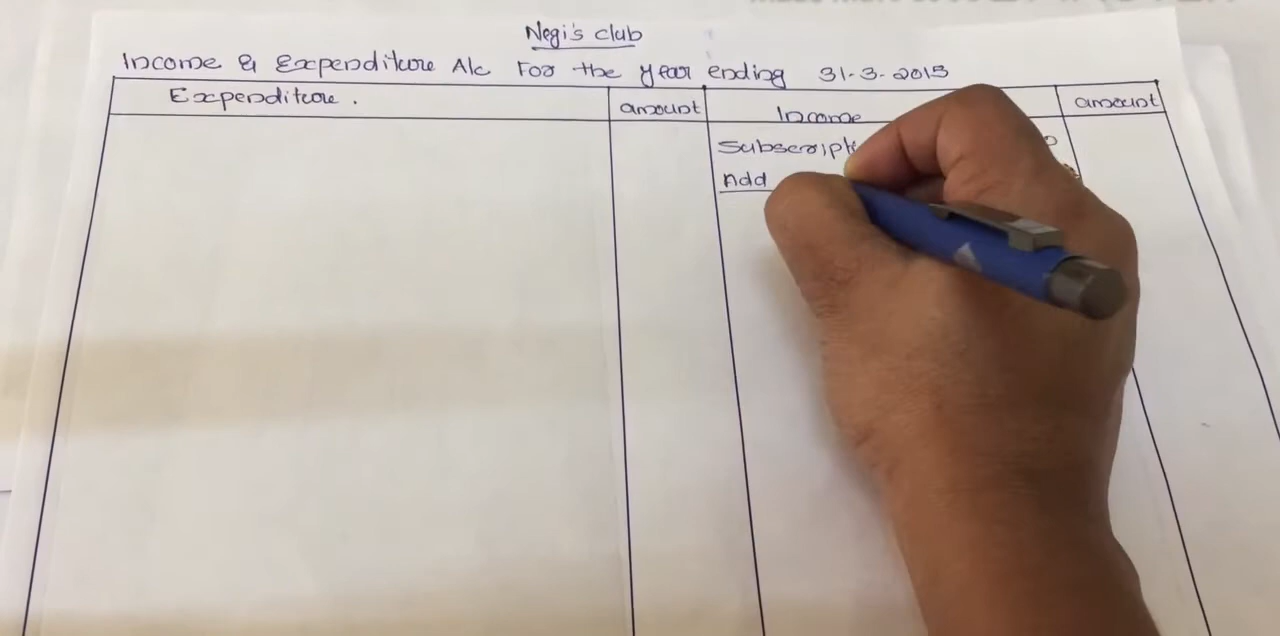 Negi's club
Income & Expenditure A/c For the year ending 31-3-2015
Expenditure. amount Income amount
Add